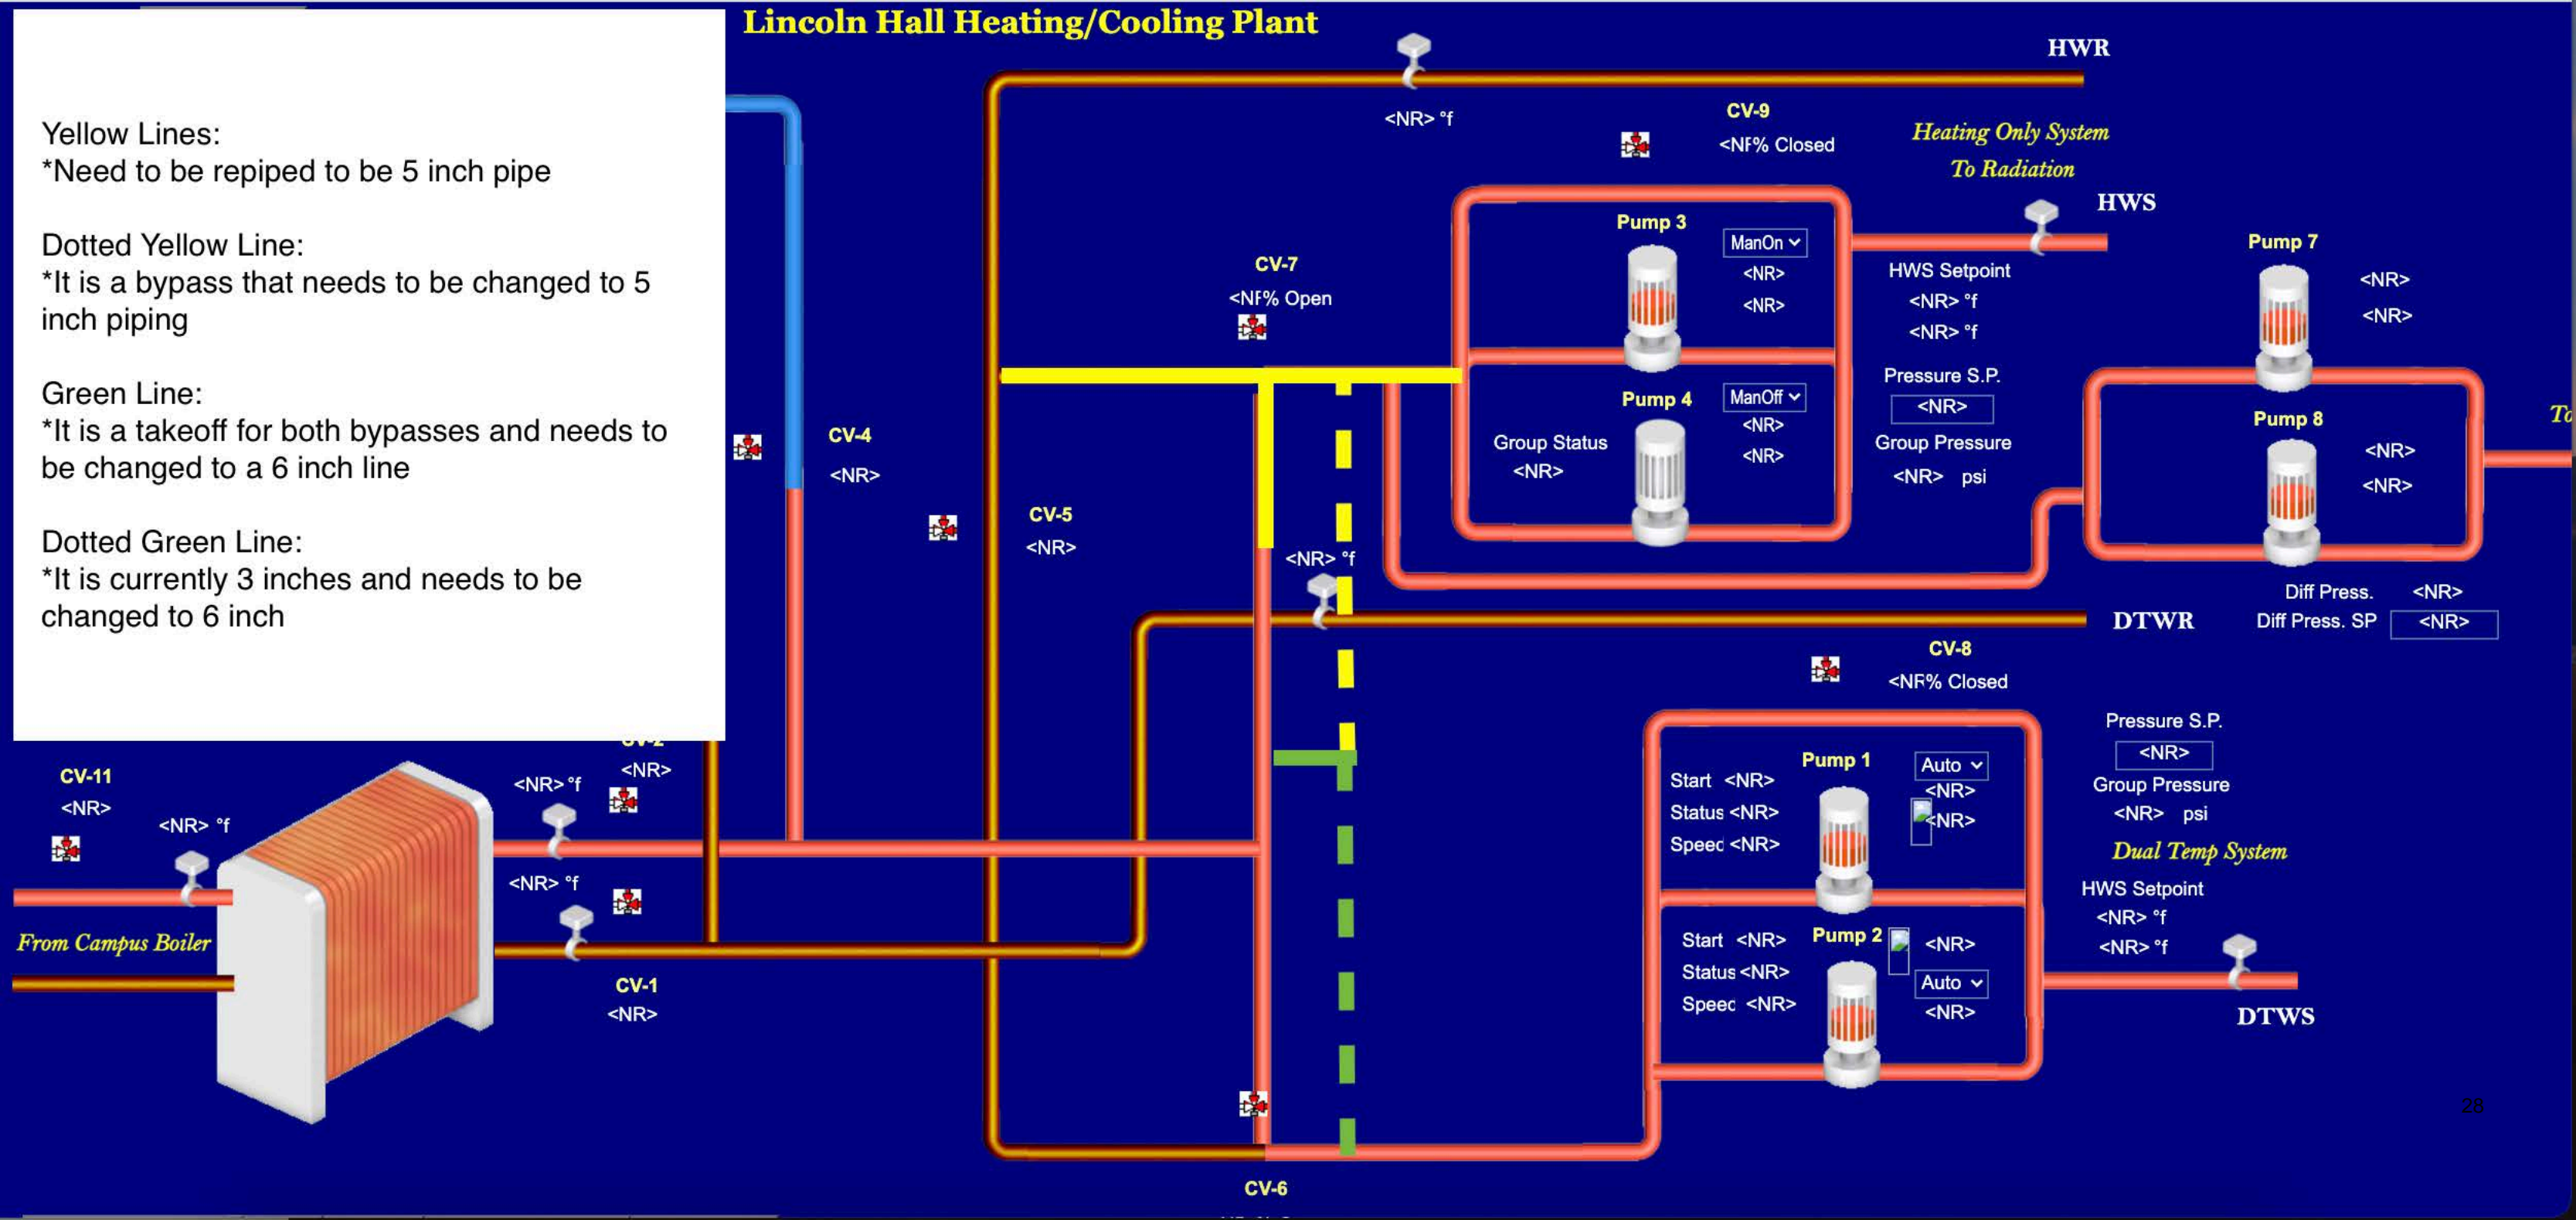 Lincoln Hall Heating/Cooling Plant
Yellow Lines:
*Need to be repiped to be 5 inch pipe
Dotted Yellow Line:
*It is a bypass that needs to be changed to 5
inch piping
Green Line:
*It is a takeoff for both bypasses and needs to
be changed to a 6 inch line
Dotted Green Line:
*It is currently 3 inches and needs to be
changed to 6 inch
HWR
<NR> °f
CV-9
<NF% Closed
Heating Only System
To Radiation
HWS
Pump 3
ManOn
<NR>
<NR>
HWS Setpoint
<NR> °f
<NR> °f
Pump 7
<NR>
<NR>
CV-7
<NF% Open
Pressure S.P.
<NR>
Pump 4
ManOff
<NR>
<NR>
Group Status
<NR>
Group Pressure
<NR> psi
Pump 8
<NR>
<NR>
To
CV-4
<NR>
CV-5
<NR>
<NR> °f
Diff Press. <NR>
Diff Press. SP <NR>
DTWR
CV-8
<NR% Closed
Pressure S.P.
<NR>
Group Pressure
<NR> psi
Dual Temp System
HWS Setpoint
<NR> °f
<NR> °f
DTWS
Pump 1
Auto
<NR>
<NR>
Start <NR>
Status <NR>
Speed <NR>
Pump 2
<NR>
Auto
<NR>
Start <NR>
Status <NR>
Speed <NR>
CV-11
<NR>
<NR> °f
From Campus Boiler
<NR>
<NR> °f
<NR> °f
CV-1
<NR>
CV-6
28